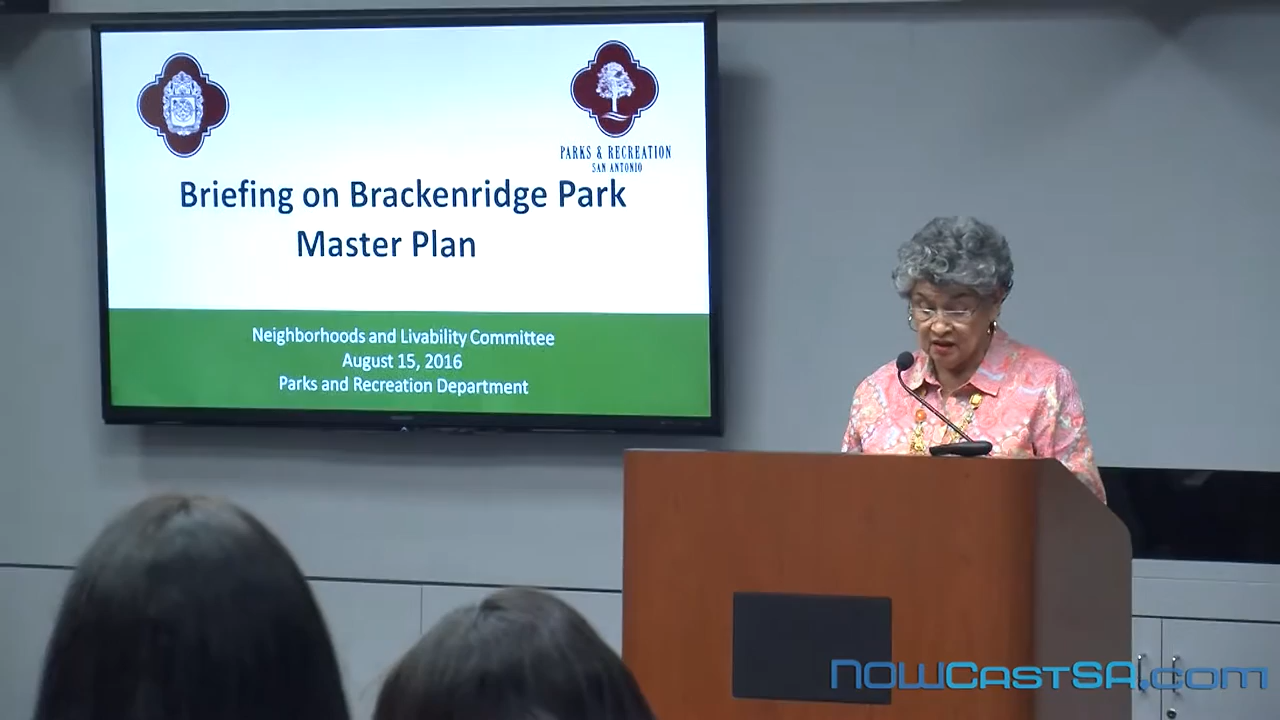 PARKS & RECREATION
SAN ANTONIO
Briefing on Brackenridge Park
Master Plan
Neighborhoods and Livability Committee
August 15, 2016
Parks and Recreation Department
NOWCastSA.com